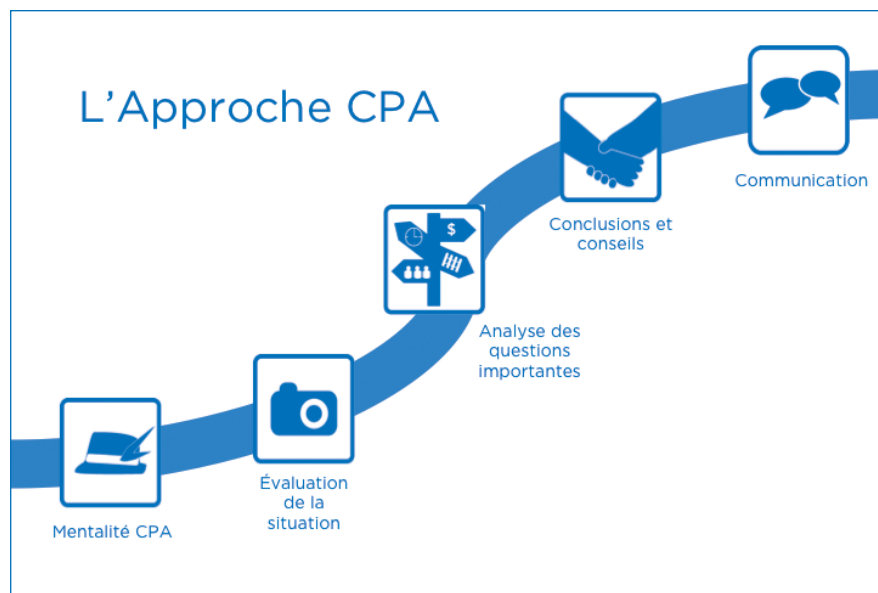 L'Approche CPA
Mentalité CPA
Évaluation
de la
situation
$
Analyse des
questions
importantes
Conclusions et
conseils
Communication